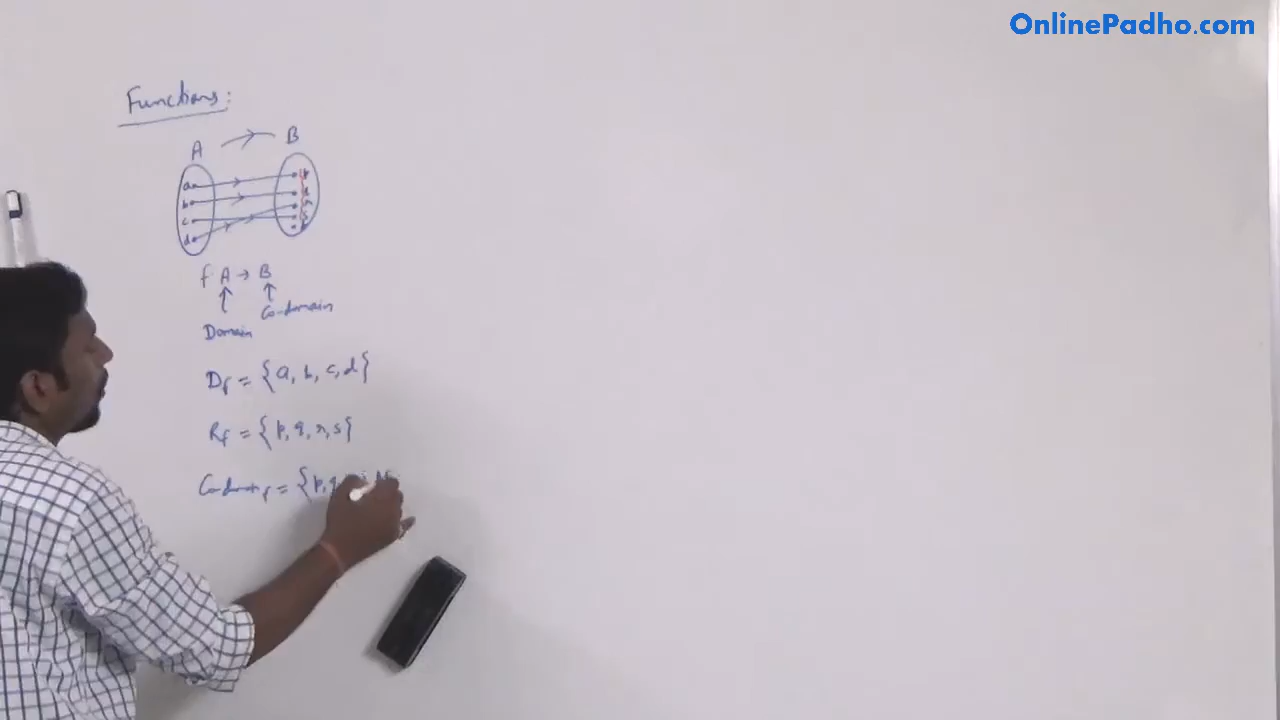 OnlinePadho.com
Functions:
A → B
a
b
c
d
f A → B
Domain
Co-domain
D_f = {a, b, c, d}
R_f = {p, q, r, s}
Co-domain_f = {p, q,